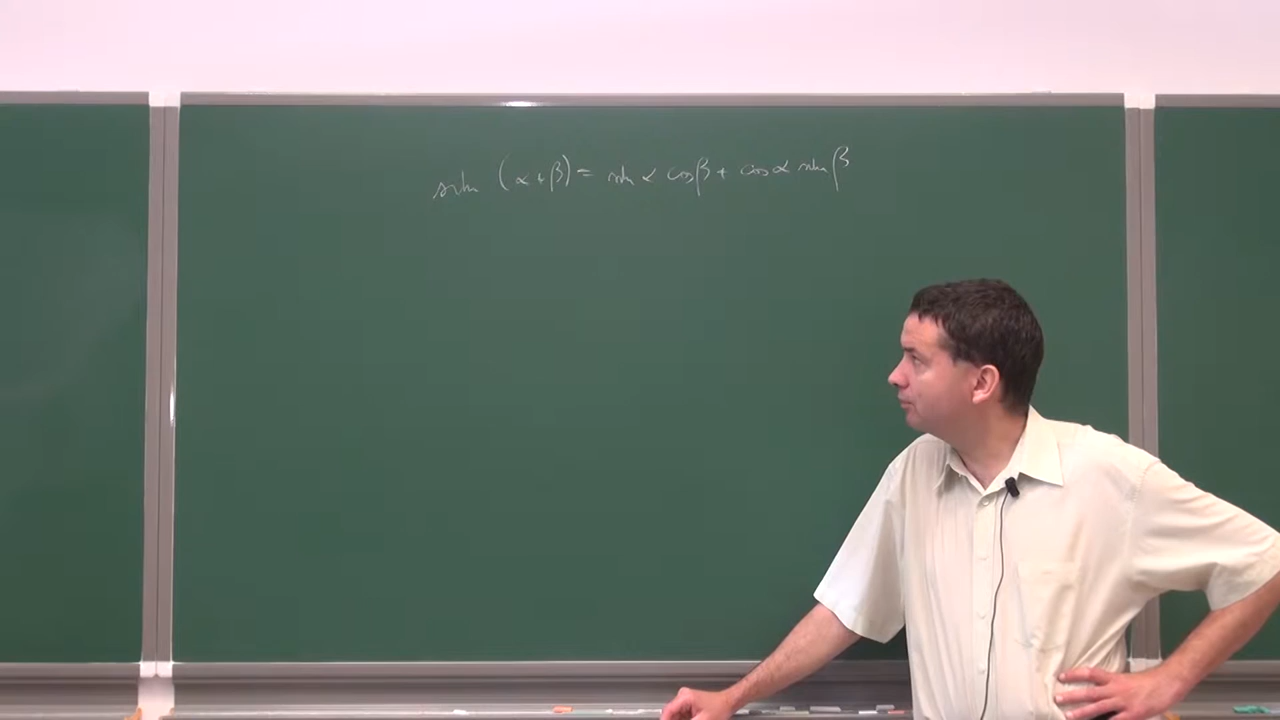 sin (α+β) = sin α cos β + cos α sin β